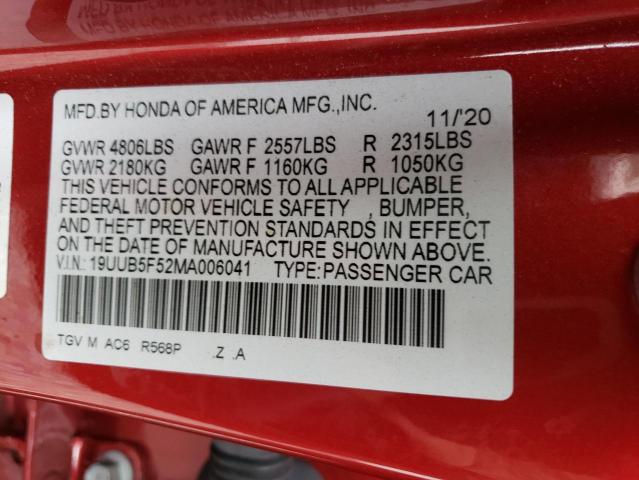 MFD.BY HONDA OF AMERICA MFG.,INC. 11/'20
GVWR 4806LBS GAWR F 2557LBS R 2315LBS
GVWR 2180KG GAWR F 1160KG R 1050KG
THIS VEHICLE CONFORMS TO ALL APPLICABLE
FEDERAL MOTOR VEHICLE SAFETY , BUMPER,
AND THEFT PREVENTION STANDARDS IN EFFECT
ON THE DATE OF MANUFACTURE SHOWN ABOVE.
V.I.N.: 19UUB5F52MA006041 TYPE:PASSENGER CAR
TGV M AC6 R568P .Z .A